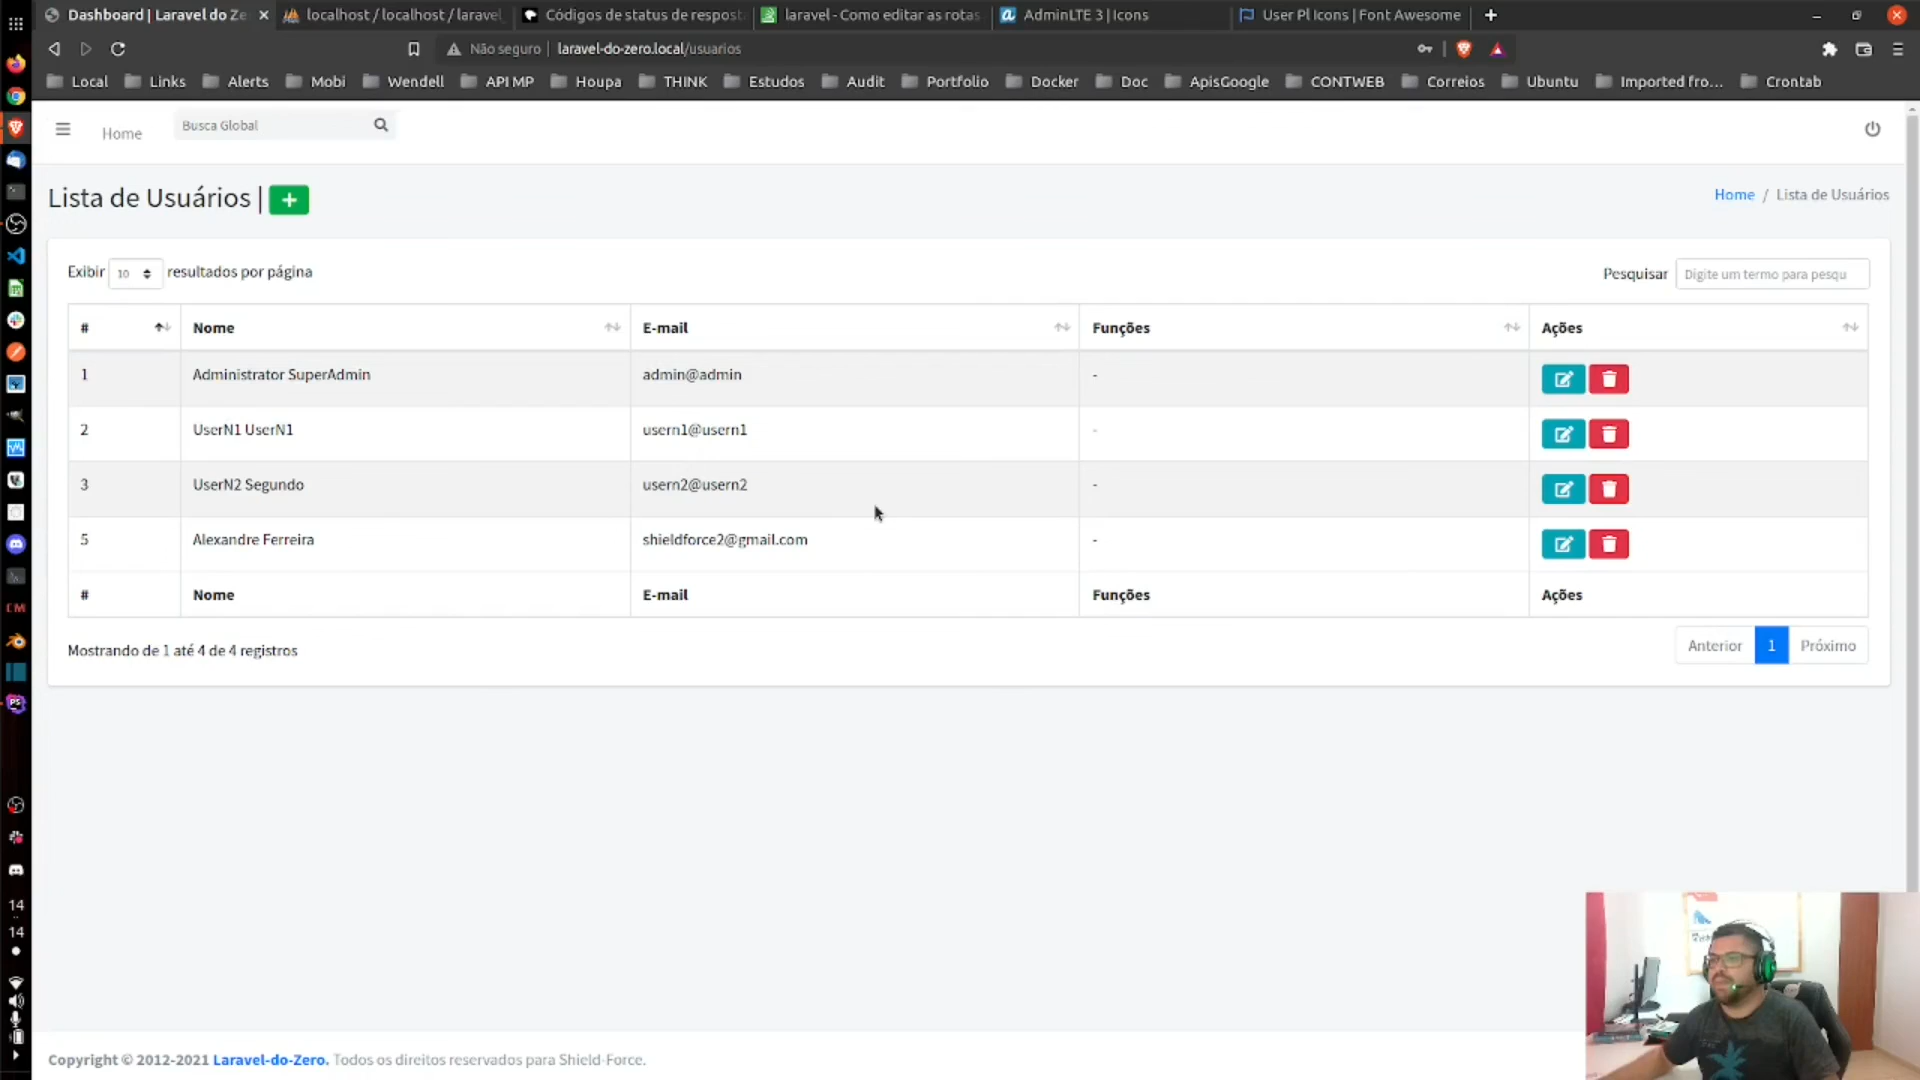 Dashboard | Laravel do Ze
localhost / localhost / laravel
Códigos de status de respost
laravel - Como editar as rotas
AdminLTE 3 | Icons
User Pl Icons | Font Awesome
Não seguro
laravel-do-zero.local/usuarios
Local
Links
Alerts
Mobi
Wendell
API MP
Houpa
THINK
Estudos
Audit
Portfolio
Docker
Doc
ApisGoogle
CONTWEB
Correios
Ubuntu
Imported fro...
Crontab
Home
Busca Global
Lista de Usuários | +
Home / Lista de Usuários
Exibir 10 resultados por página
Pesquisar Digite um termo para pesqu
# Nome E-mail Funções Ações
1 Administrator SuperAdmin admin@admin -
2 UserN1 UserN1 usern1@usern1 -
3 UserN2 Segundo usern2@usern2 -
5 Alexandre Ferreira shieldforce2@gmail.com -
# Nome E-mail Funções Ações
Mostrando de 1 até 4 de 4 registros
Anterior 1 Próximo
14
14
Copyright © 2012-2021 Laravel-do-Zero. Todos os direitos reservados para Shield-Force.